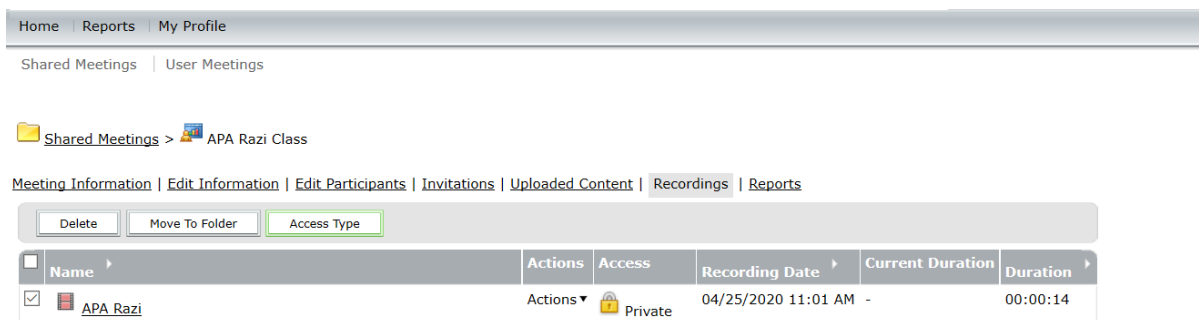 Home | Reports | My Profile
Shared Meetings | User Meetings
Shared Meetings > APA Razi Class
Meeting Information | Edit Information | Edit Participants | Invitations | Uploaded Content | Recordings | Reports
Delete Move To Folder Access Type
Name Actions Access Recording Date Current Duration Duration
APA Razi Actions Private 04/25/2020 11:01 AM - 00:00:14